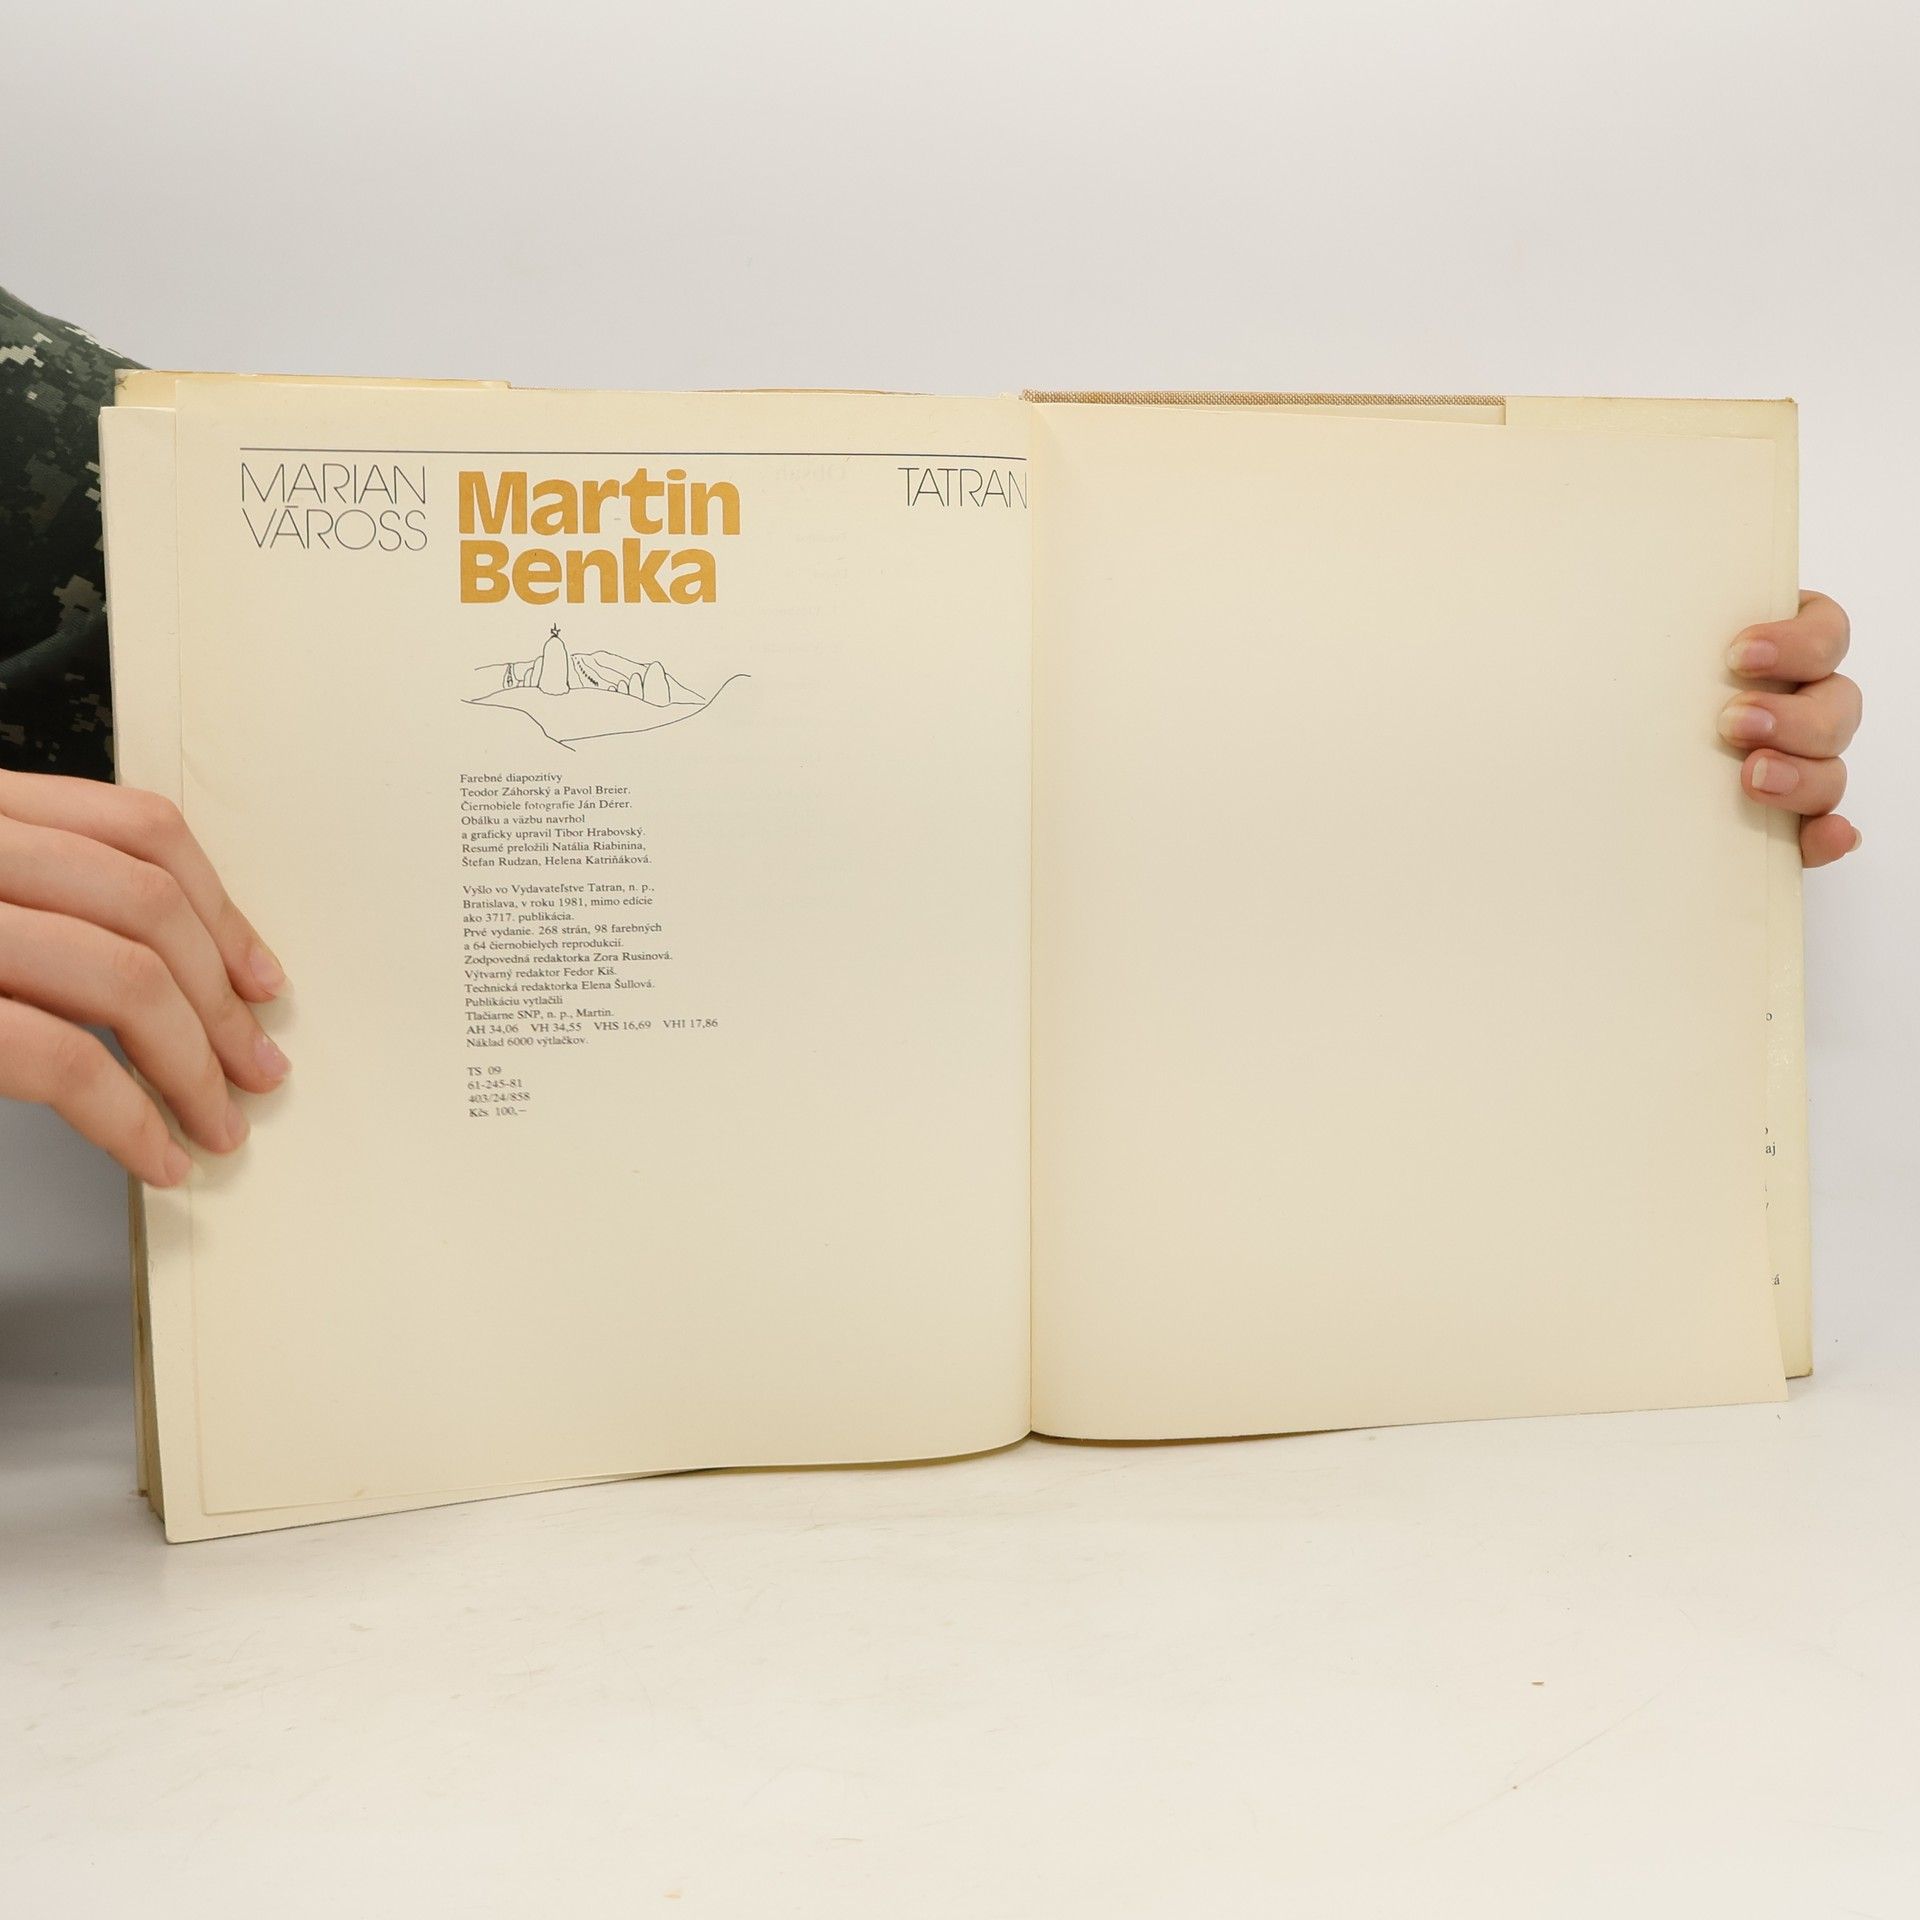 MARIAN
VÁROSS
Martin
Benka
TATRAN
Farebné diapozitívy
Teodor Záhorský a Pavol Breier.
Čiernobiele fotografie Ján Dérer.
Obálku a väzbu navrhol
a graficky upravil Tibor Hrabovský.
Resumé preložili Natália Riabinina,
Štefan Rudzan, Helena Katriňáková.
Vyšlo vo Vydavateľstve Tatran, n. p.,
Bratislava, v roku 1981, mimo edície
ako 3717. publikácia.
Prvé vydanie. 268 strán, 98 farebných
a 64 čiernobielych reprodukcií.
Zodpovedná redaktorka Zora Rusinová.
Výtvarný redaktor Fedor Kiš.
Technická redaktorka Elena Šullová.
Publikáciu vytlačili
Tlačiarne SNP, n. p., Martin.
AH 34,06 VH 34,55 VHS 16,69 VHI 17,86
Náklad 6000 výtlačkov.
TS 09
61-245-81
403/24/858
Kčs 100,—